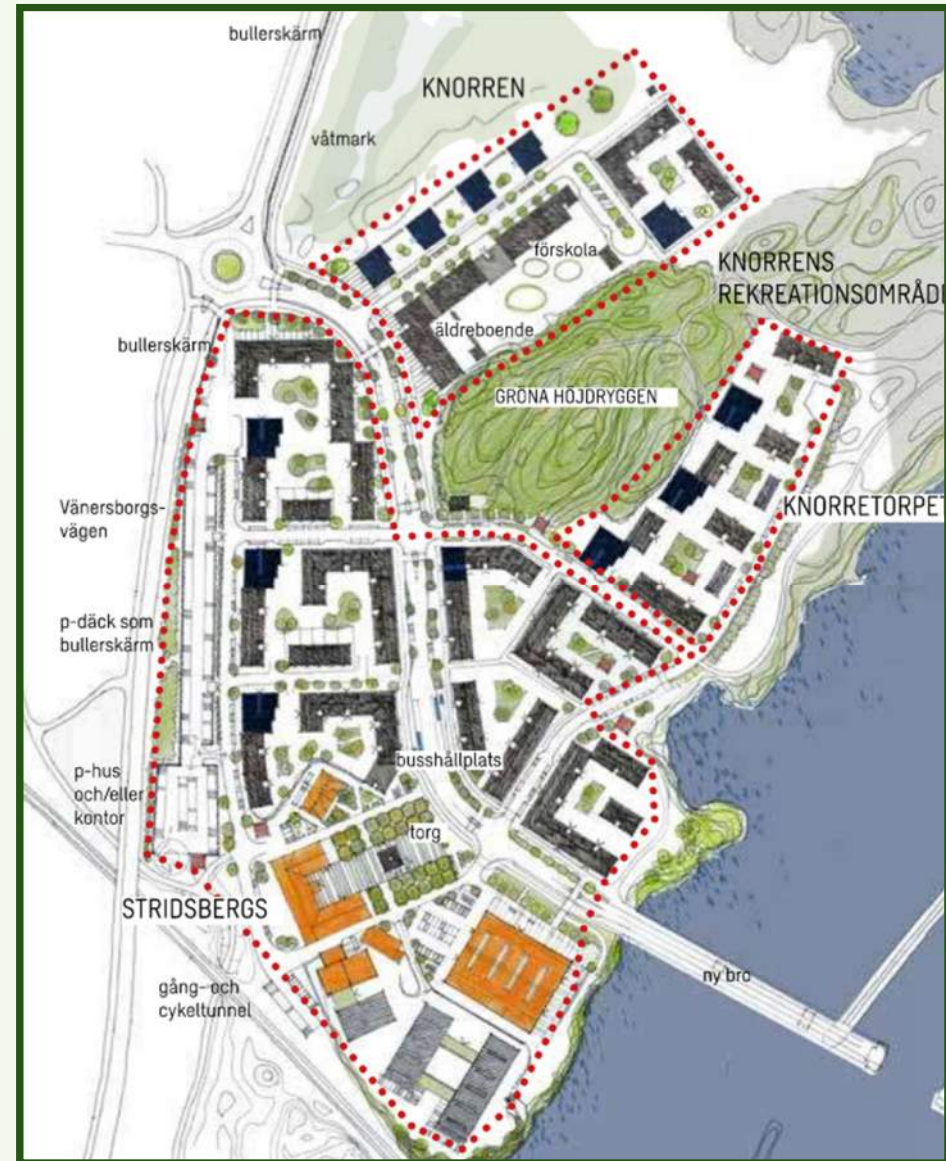 bullerskärm
KNORREN
våtmark
förskola
KNORRENS
REKREATIONSOMRÅDE
bullerskärm
äldreboende
GRÖNA HÖJDRYGGEN
Vänersborgs-
vägen
KNORRETORPET
p-däck som
bullerskärm
busshållplats
p-hus
och/eller
kontor
torg
STRIDSBERGS
gång- och
cykeltunnel
ny bro